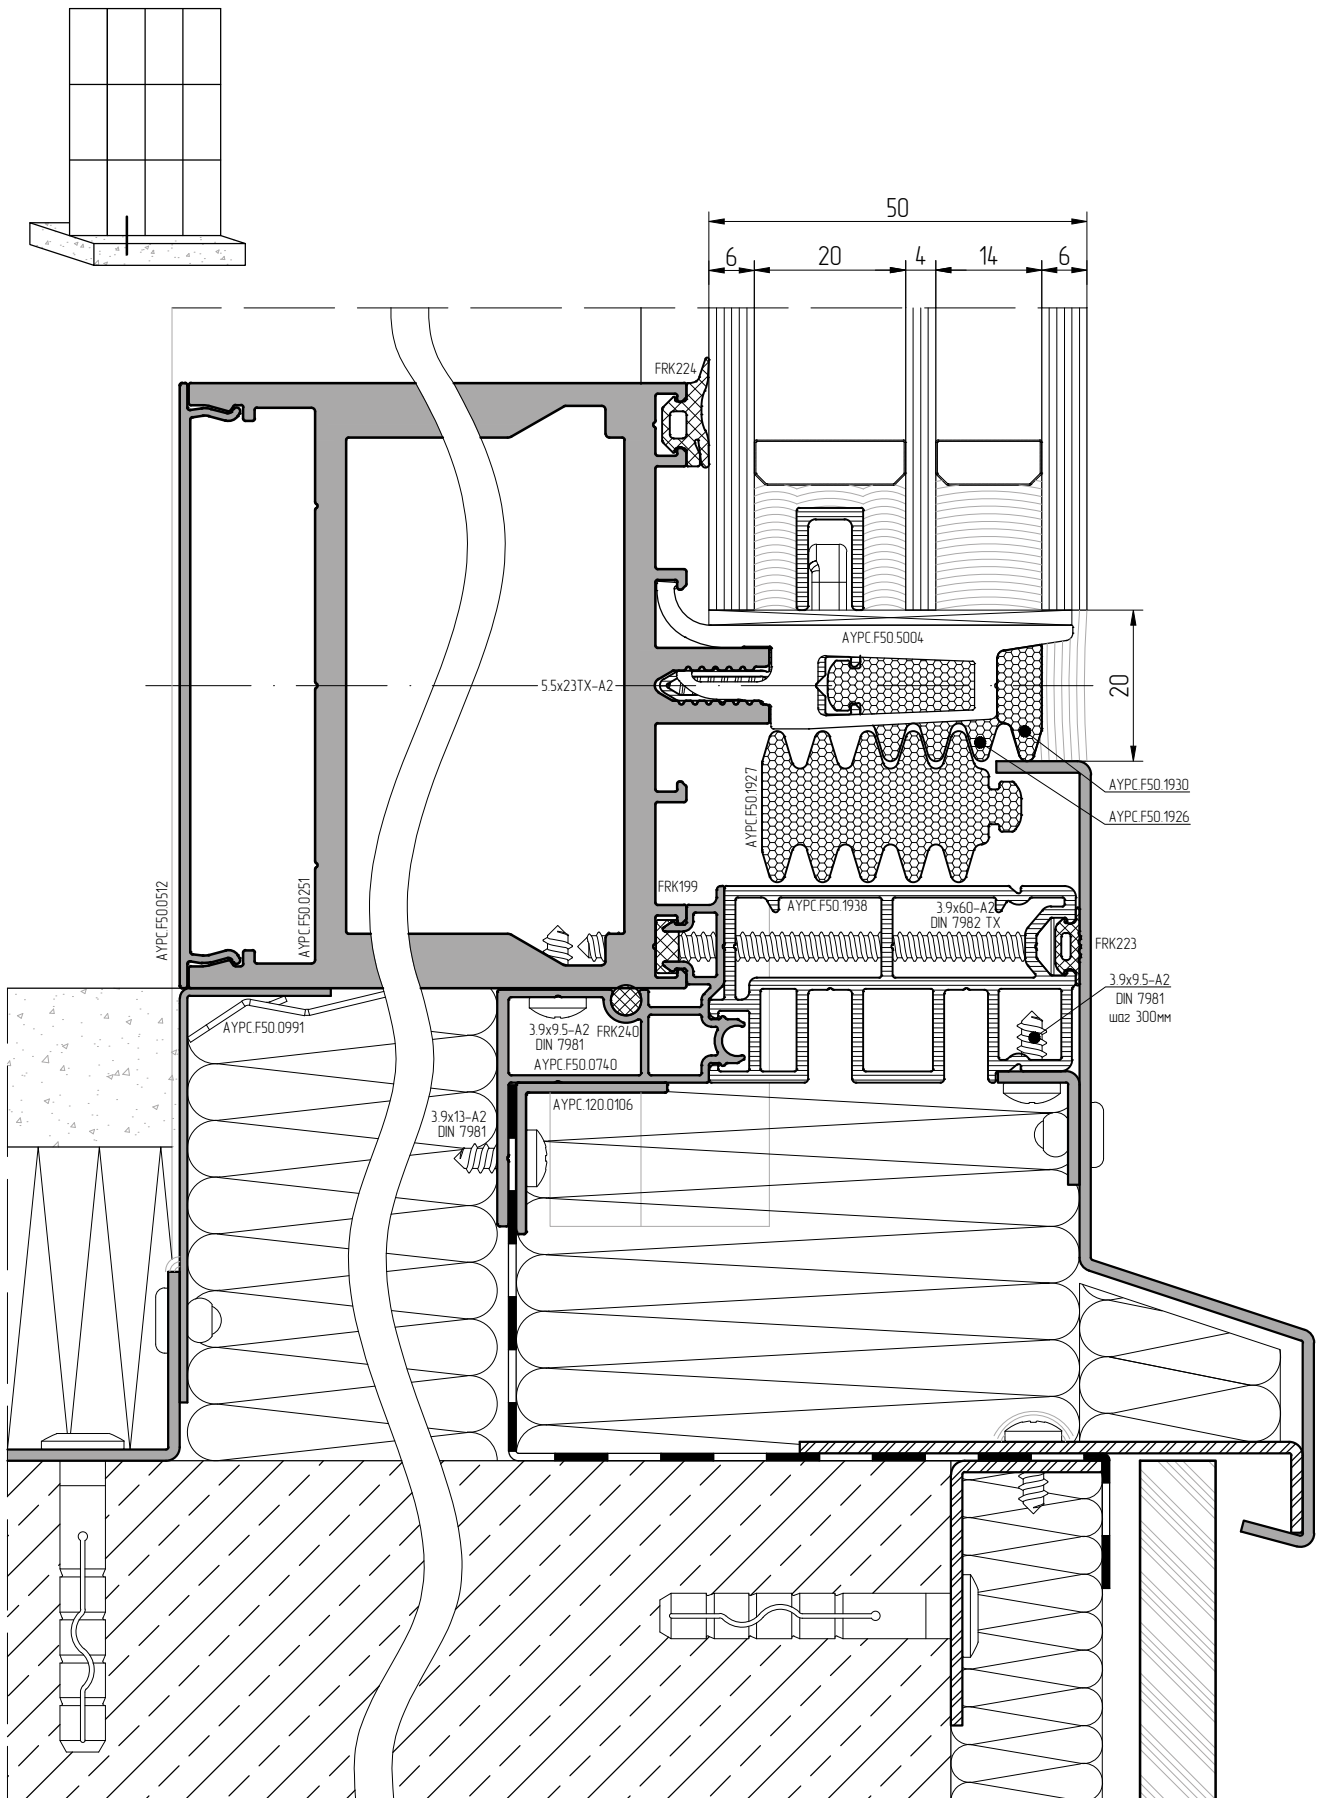 50
6
20
4
14
6
FRK224
AYPC.F50.5004
5.5x23TX-A2
20
AYPC.F50.1930
AYPC.F50.1926
AYPC.F50.1927
AYPC.F50.0512
AYPC.F50.0251
FRK199
AYPC.F50.1938
3.9x60-A2
DIN 7982 TX
FRK223
3.9x9.5-A2
DIN 7981
шаг 300мм
AYPC.F50.0991
3.9x9.5-A2
DIN 7981
FRK240
AYPC.F50.0740
AYPC.120.0106
3.9x13-A2
DIN 7981